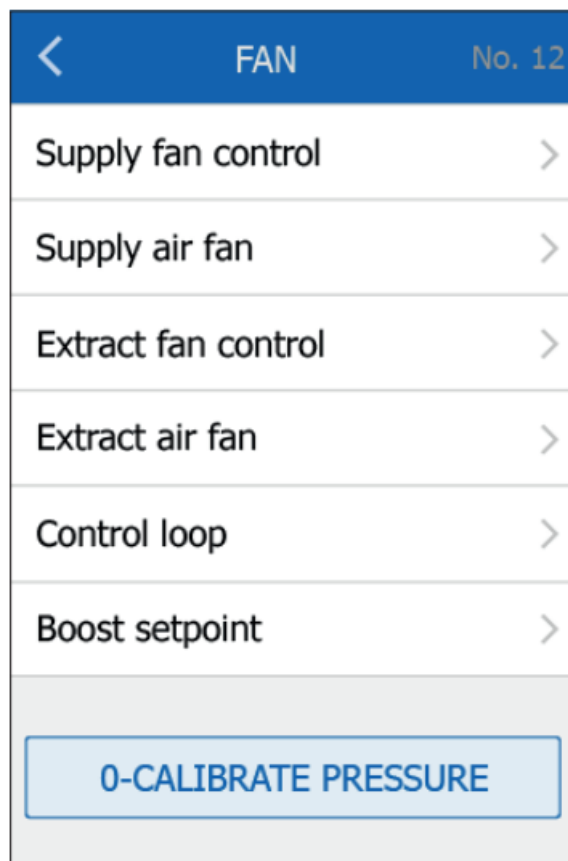 FAN No. 12
Supply fan control
Supply air fan
Extract fan control
Extract air fan
Control loop
Boost setpoint
0-CALIBRATE PRESSURE